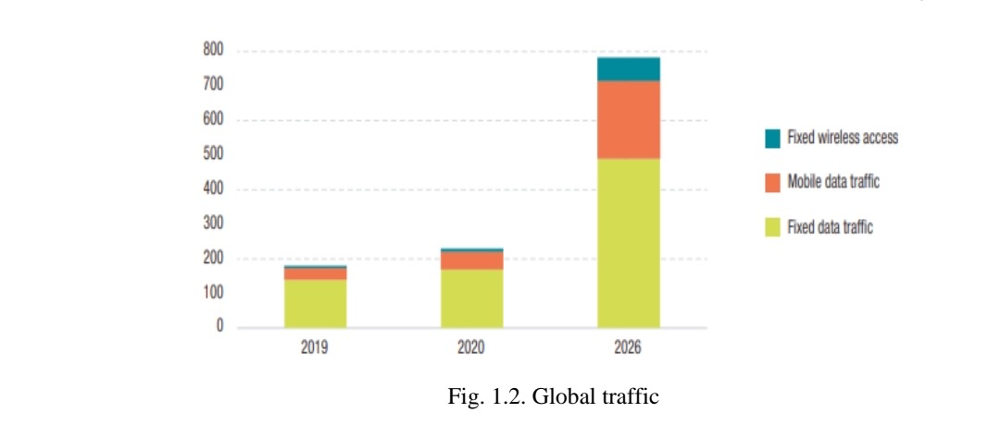 800
700
600
500
400
300
200
100
0
2019 2020 2026
Fixed wireless access
Mobile data traffic
Fixed data traffic
Fig. 1.2. Global traffic